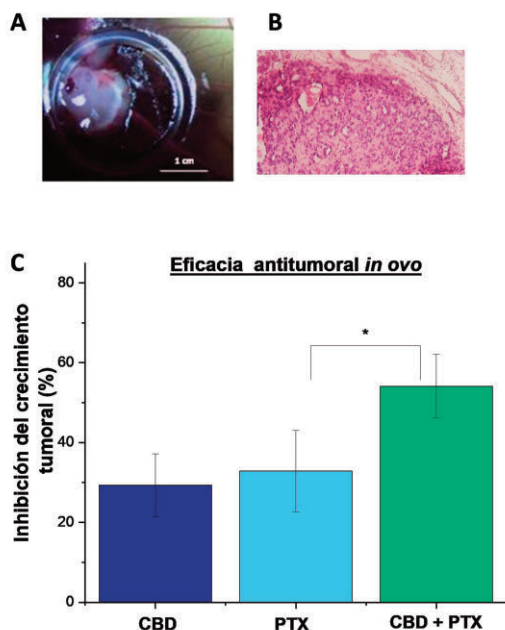 A
B
1 cm
C
Eficacia antitumoral in ovo
Inhibición del crecimiento
tumoral (%)
80
60
40
20
0
*
CBD
PTX
CBD + PTX